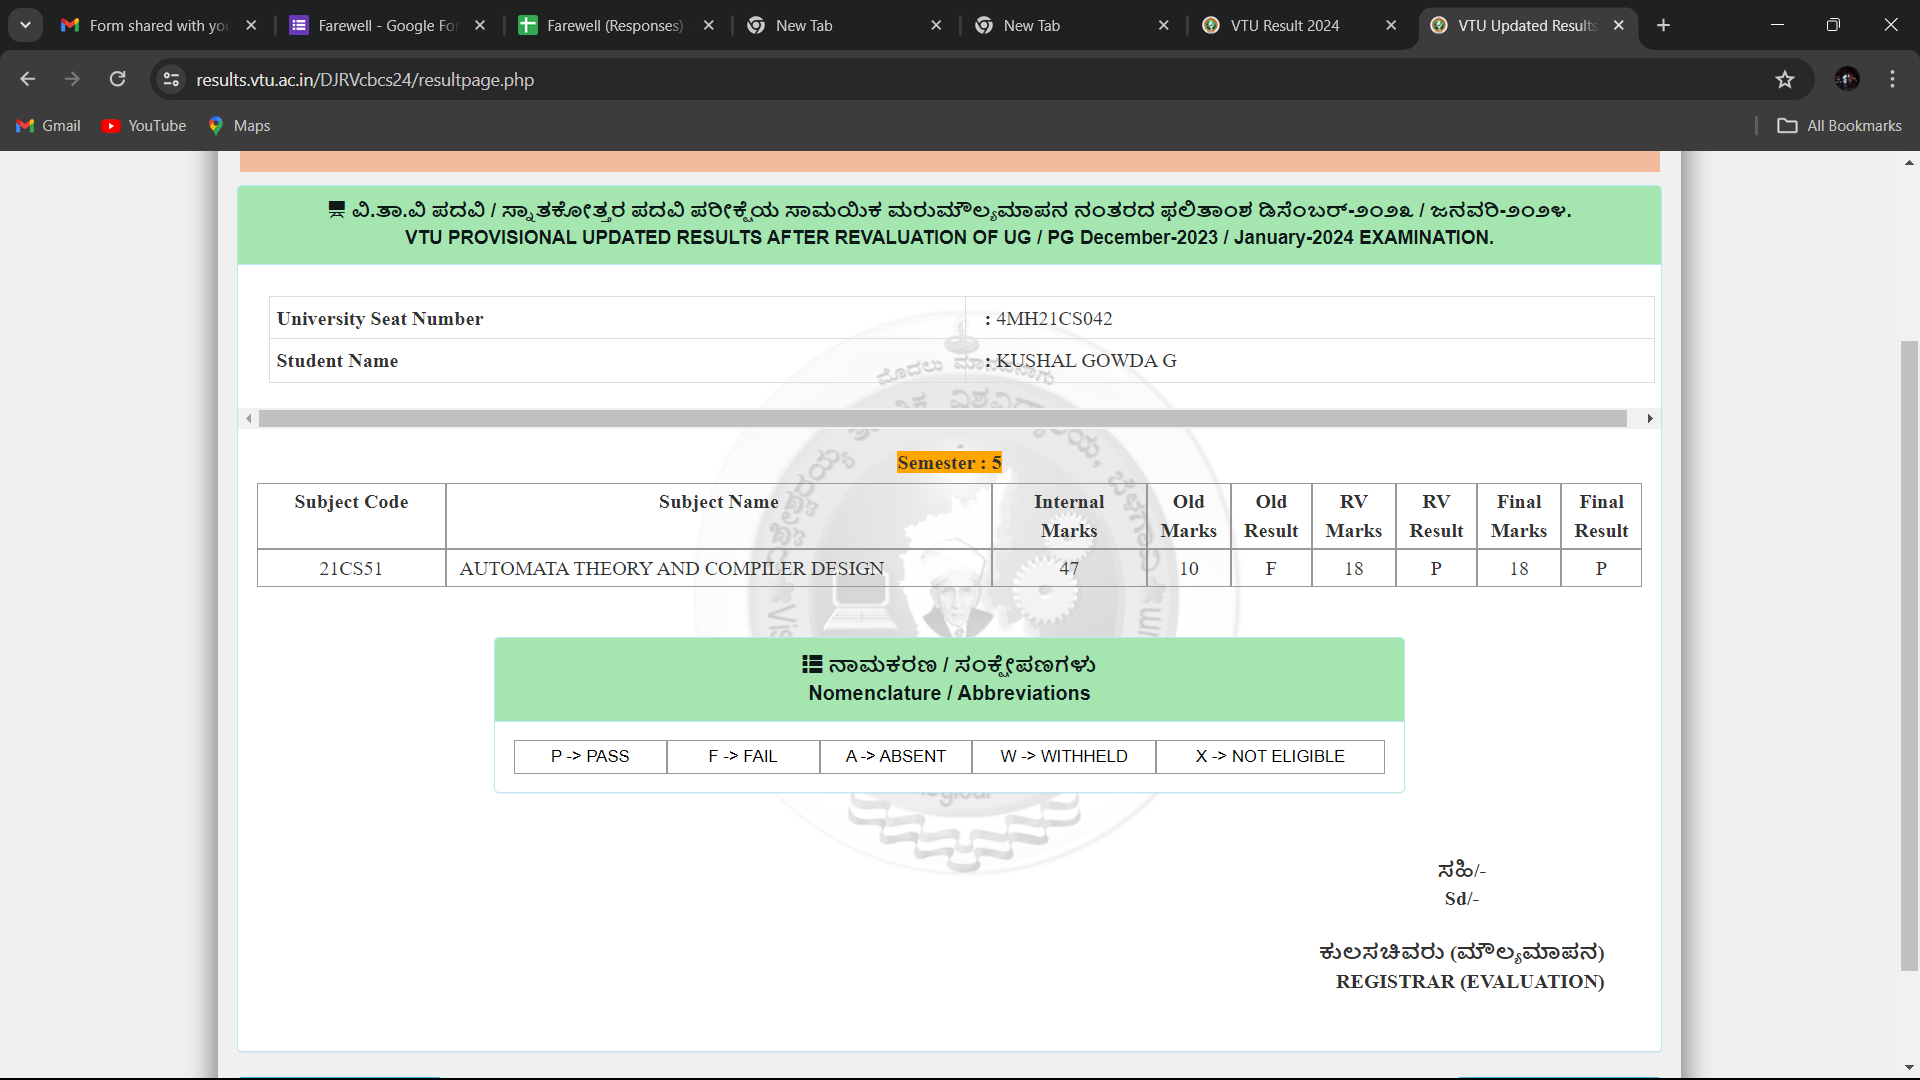 Form shared with yo
Farewell - Google Fo
Farewell (Responses)
New Tab
New Tab
VTU Result 2024
VTU Updated Results
results.vtu.ac.in/DJRVcbcs24/resultpage.php
Gmail YouTube Maps All Bookmarks
ವಿ.ತಾ.ವಿ ಪದವಿ / ಸ್ನಾತಕೋತ್ತರ ಪದವಿ ಪರೀಕ್ಷೆಯ ಸಾಮಯಿಕ ಮರುಮೌಲ್ಯಮಾಪನ ನಂತರದ ಫಲಿತಾಂಶ ಡಿಸೆಂಬರ್-೨೦೨೩ / ಜನವರಿ-೨೦೨೪.
VTU PROVISIONAL UPDATED RESULTS AFTER REVALUATION OF UG / PG December-2023 / January-2024 EXAMINATION.
University Seat Number : 4MH21CS042
Student Name : KUSHAL GOWDA G
Semester : 5
Subject Code Subject Name Internal Marks Old Marks Old Result RV Marks RV Result Final Marks Final Result
21CS51 AUTOMATA THEORY AND COMPILER DESIGN 47 10 F 18 P 18 P
ನಾಮಕರಣ / ಸಂಕ್ಷೇಪಣಗಳು
Nomenclature / Abbreviations
P -> PASS F -> FAIL A -> ABSENT W -> WITHHELD X -> NOT ELIGIBLE
ಸಹಿ/-
Sd/-
ಕುಲಸಚಿವರು (ಮೌಲ್ಯಮಾಪನ)
REGISTRAR (EVALUATION)